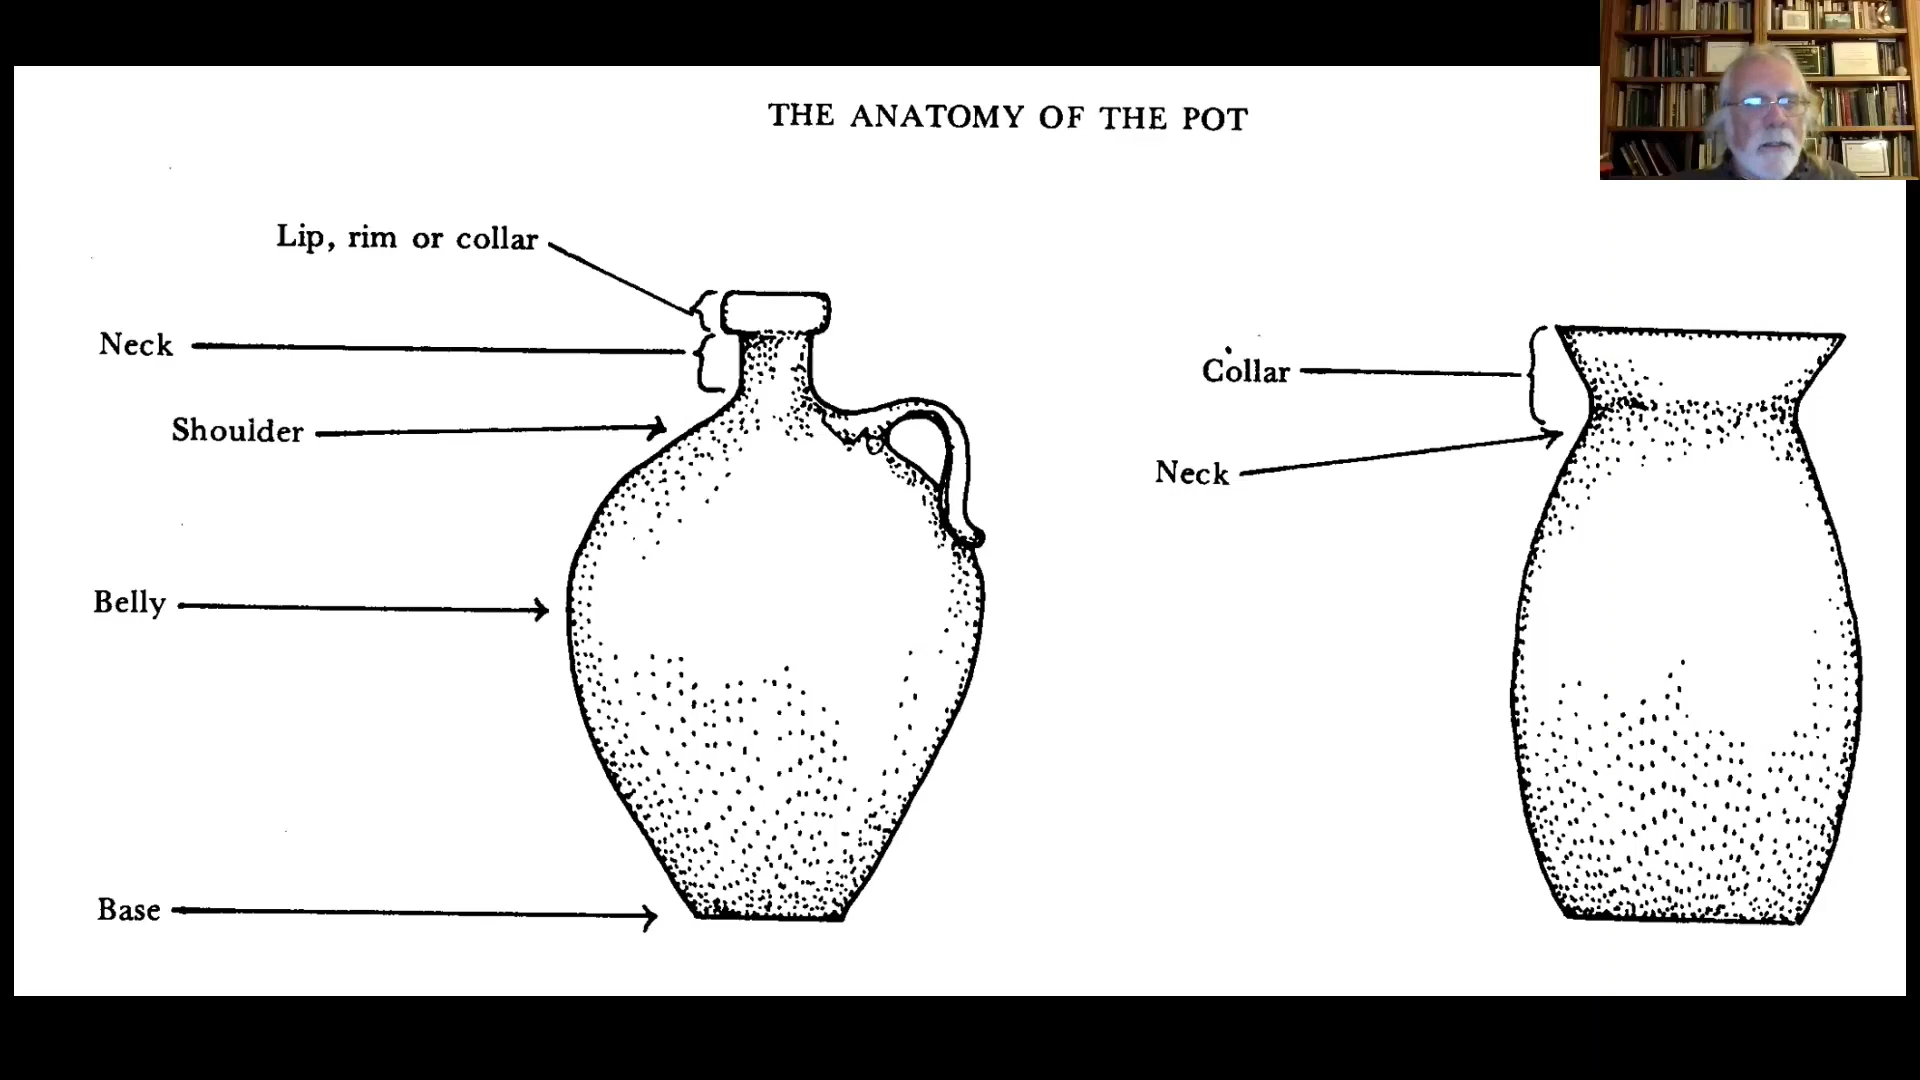 THE ANATOMY OF THE POT
Lip, rim or collar
Neck
Shoulder
Belly
Base
Collar
Neck